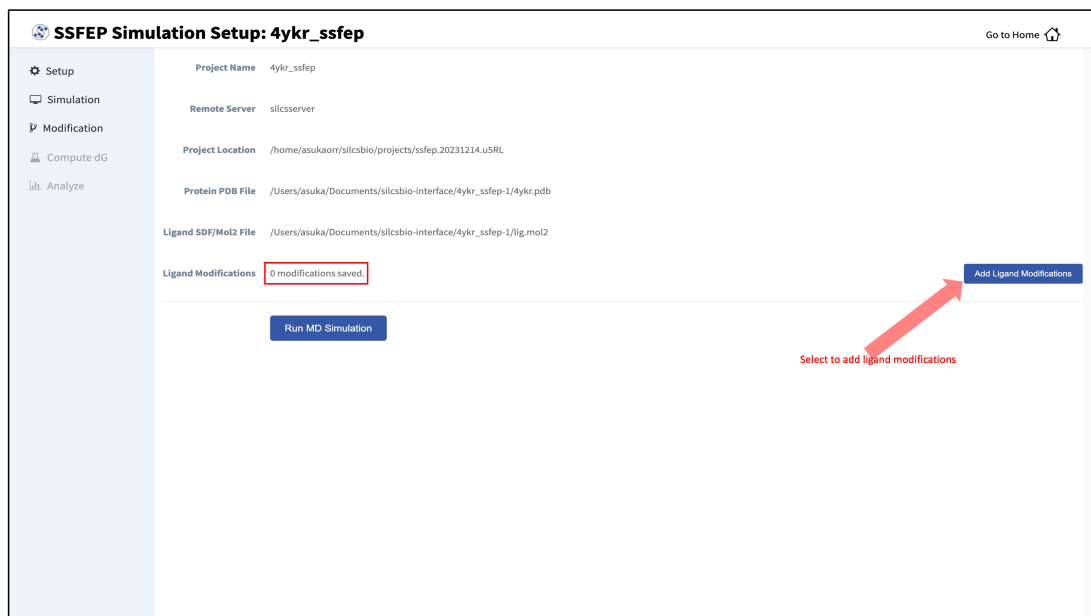 SSFEP Simulation Setup: 4ykr_ssfep
Go to Home
Setup
Simulation
Modification
Compute dG
Analyze
Project Name 4ykr_ssfep
Remote Server silcsserver
Project Location /home/asukaorr/silcsbio/projects/ssfep.20231214.u5RL
Protein PDB File /Users/asuka/Documents/silcsbio-interface/4ykr_ssfep-1/4ykr.pdb
Ligand SDF/Mol2 File /Users/asuka/Documents/silcsbio-interface/4ykr_ssfep-1/lig.mol2
Ligand Modifications 0 modifications saved. Add Ligand Modifications
Run MD Simulation
Select to add ligand modifications